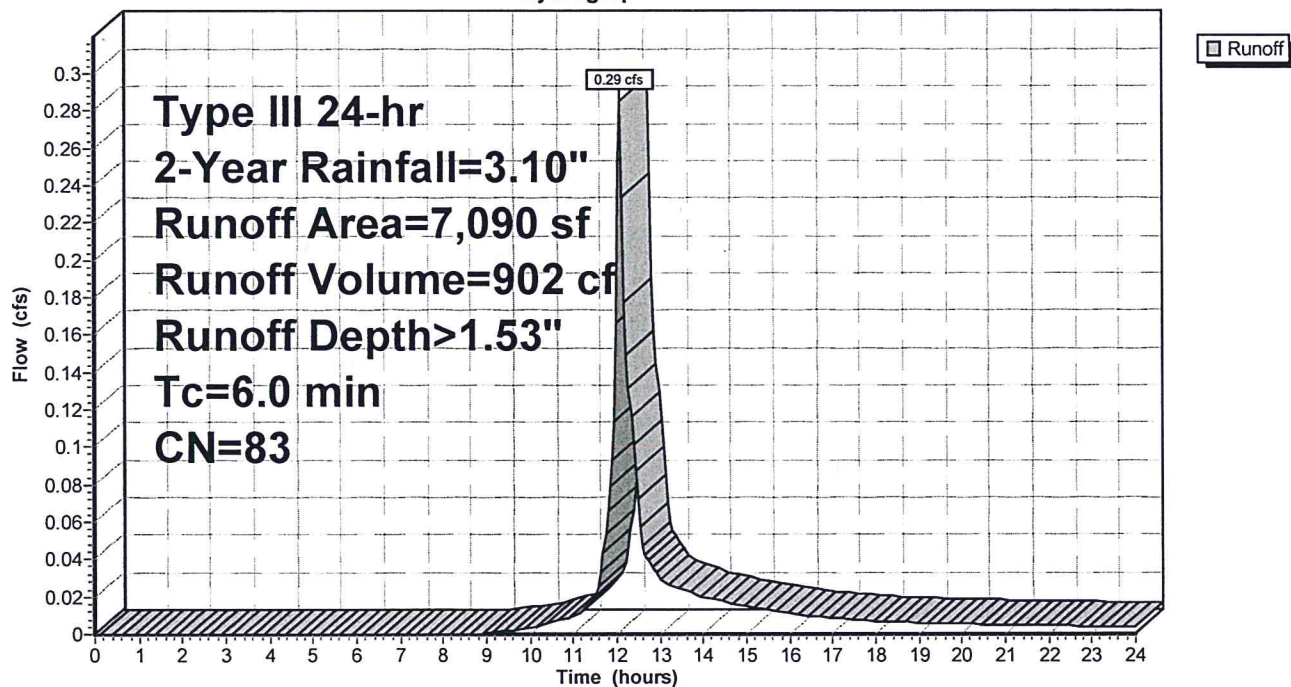 Runoff
0.29 cfs
Type III 24-hr
2-Year Rainfall=3.10"
Runoff Area=7,090 sf
Runoff Volume=902 cf
Runoff Depth>1.53"
Tc=6.0 min
CN=83
Flow (cfs)
0.3
0.28
0.26
0.24
0.22
0.2
0.18
0.16
0.14
0.12
0.1
0.08
0.06
0.04
0.02
0
0 1 2 3 4 5 6 7 8 9 10 11 12 13 14 15 16 17 18 19 20 21 22 23 24
Time (hours)